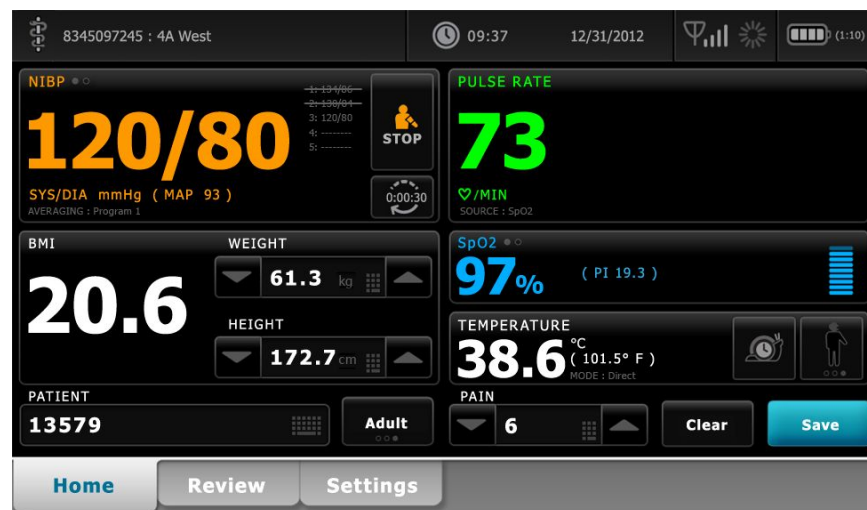 8345097245 : 4A West
09:37
12/31/2012
(1:10)
NIBP
1: 134/86
2: 130/84
3: 120/80
4: --------
5: --------
STOP
120/80
SYS/DIA mmHg ( MAP 93 )
AVERAGING : Program 1
0:00:30
PULSE RATE
73
♡/MIN
SOURCE : SpO2
BMI
20.6
WEIGHT
61.3 kg
HEIGHT
172.7 cm
SpO2
97% ( PI 19.3 )
TEMPERATURE
38.6 °C
( 101.5° F )
MODE : Direct
PATIENT
13579
Adult
PAIN
6
Clear
Save
Home
Review
Settings